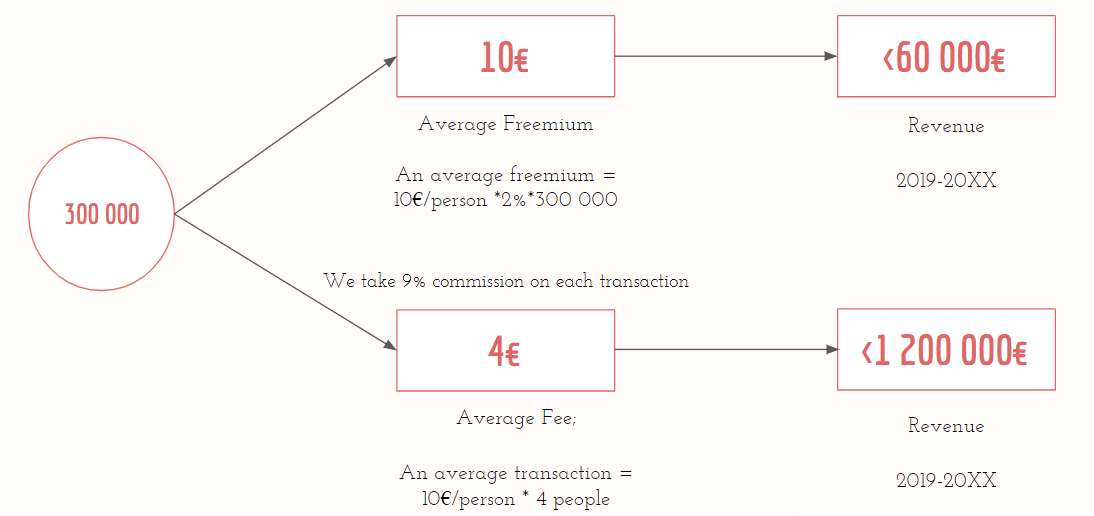 300 000
10€
Average Freemium
An average freemium =
10€/person *2%*300 000
<60 000€
Revenue
2019-20XX
We take 9% commission on each transaction
4€
Average Fee;
An average transaction =
10€/person * 4 people
<1 200 000€
Revenue
2019-20XX